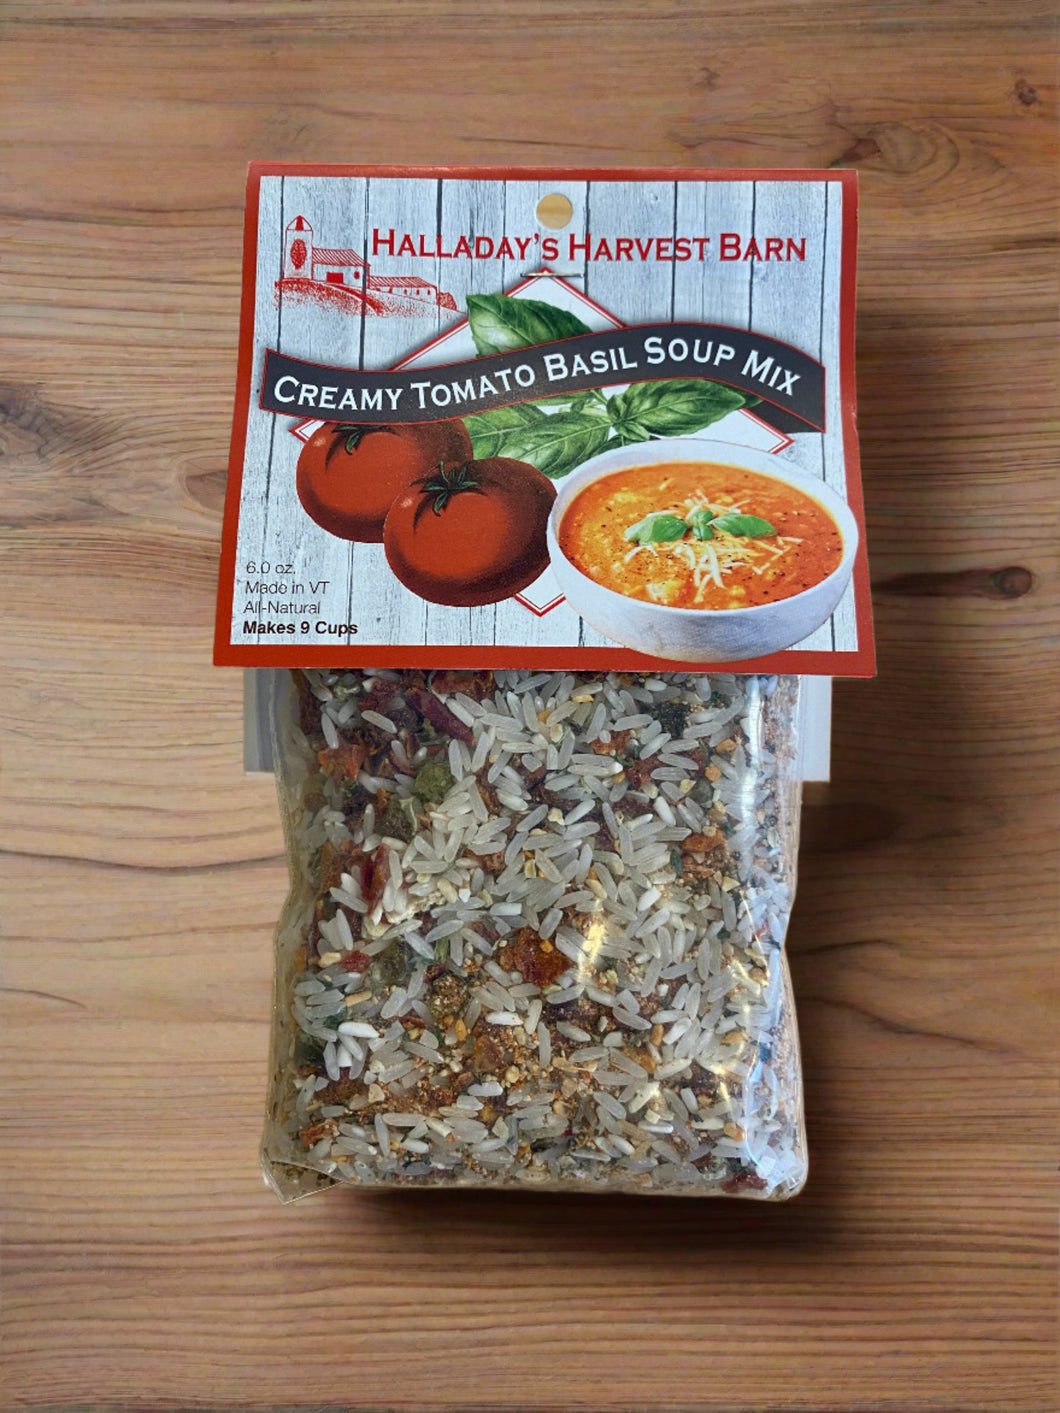 HALLADAY'S HARVEST BARN
CREAMY TOMATO BASIL SOUP MIX
6.0 oz.
Made in VT
All-Natural
Makes 9 Cups